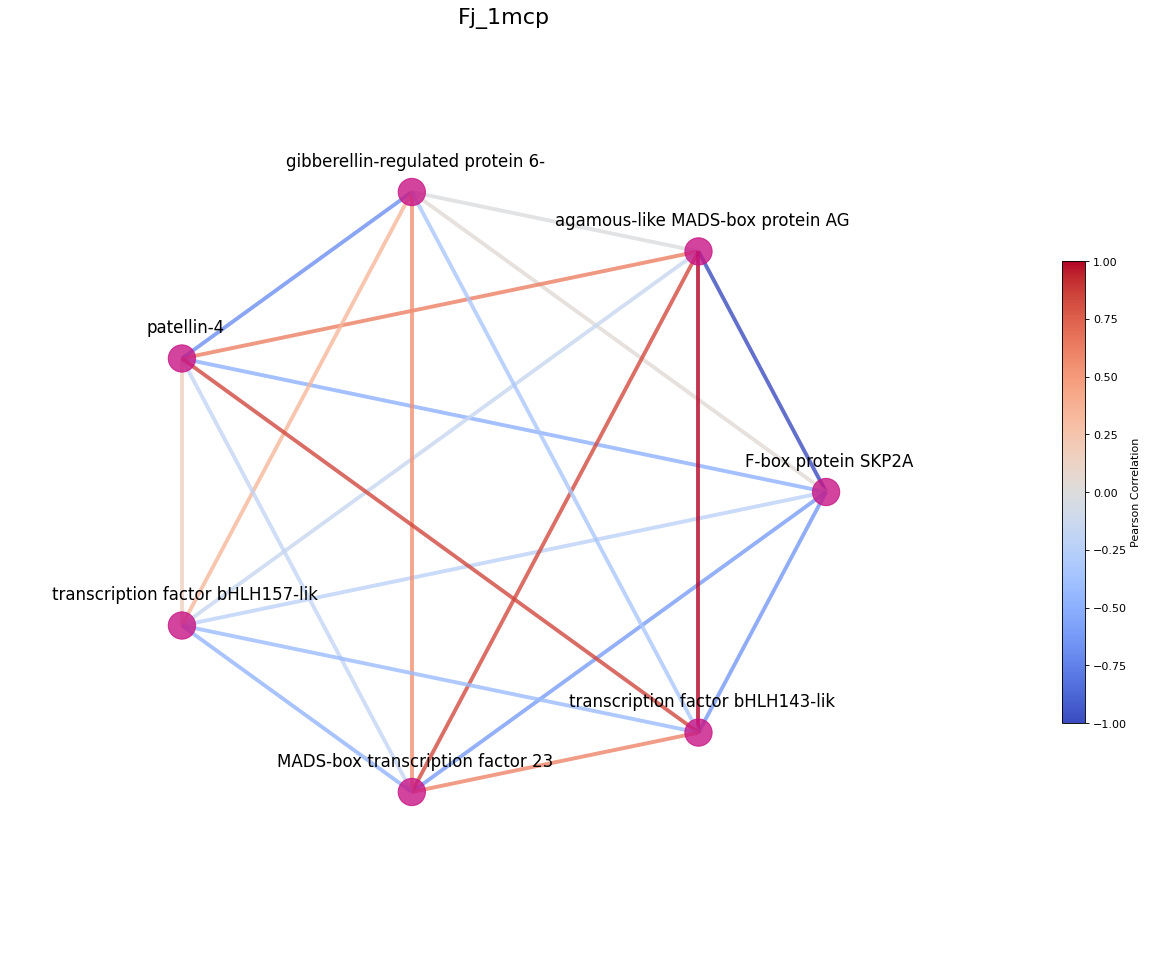 Fj_1mcp
gibberellin-regulated protein 6-
agamous-like MADS-box protein AG
patellin-4
F-box protein SKP2A
transcription factor bHLH157-lik
transcription factor bHLH143-lik
MADS-box transcription factor 23
1.00
0.75
0.50
0.25
0.00
−0.25
−0.50
−0.75
−1.00
Pearson Correlation